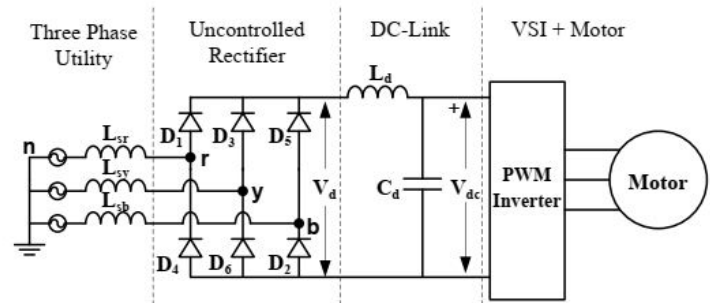 Three Phase
Utility
Uncontrolled
Rectifier
DC-Link
VSI + Motor
n
Lsr
Lsy
Lsb
D1
D3
D5
r
y
b
D4
D6
D2
Vd
Ld
Cd
+
Vdc
PWM
Inverter
Motor